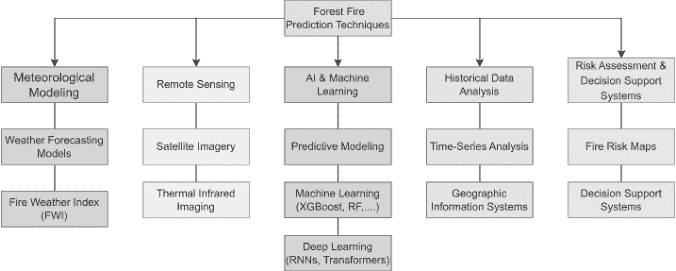 Forest Fire
Prediction Techniques
Meteorological
Modeling
Remote Sensing
AI & Machine
Learning
Historical Data
Analysis
Risk Assessment &
Decision Support
Systems
Weather Forecasting
Models
Satellite Imagery
Predictive Modeling
Time-Series Analysis
Fire Risk Maps
Fire Weather Index
(FWI)
Thermal Infrared
Imaging
Machine Learning
(XGBoost, RF,....)
Geographic
Information Systems
Decision Support
Systems
Deep Learning
(RNNs, Transformers)